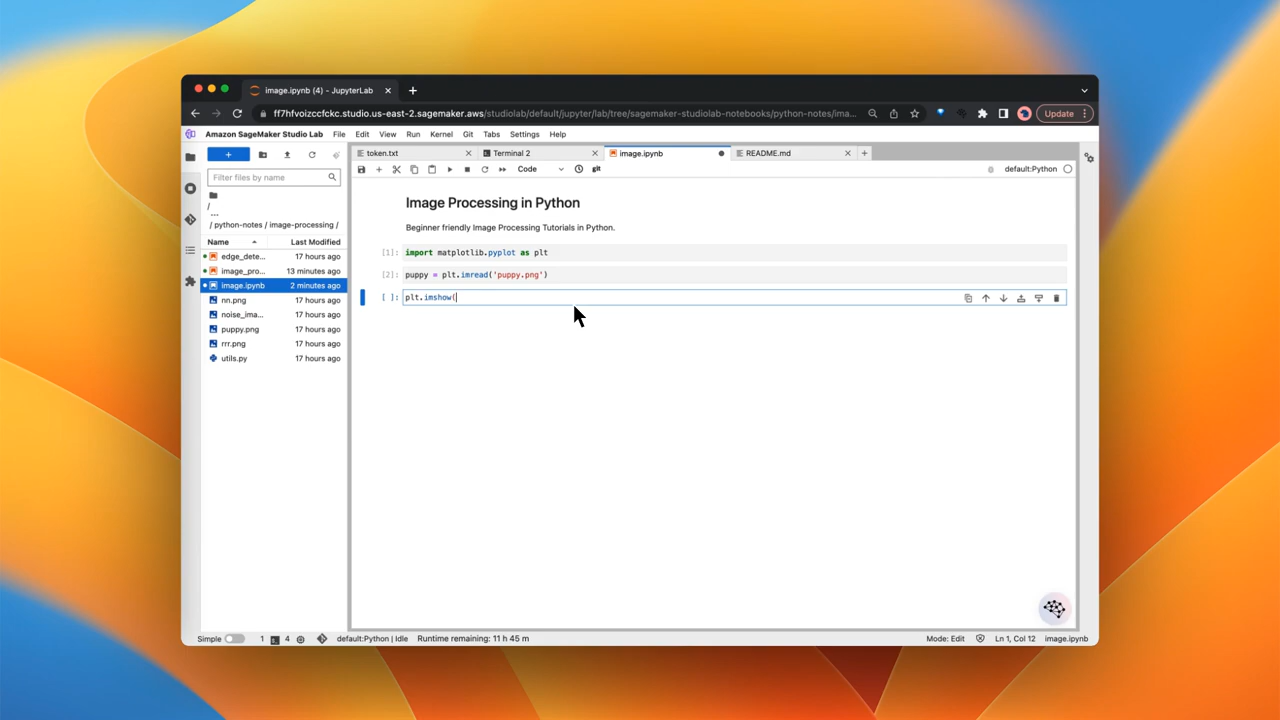 image.ipynb (4) - JupyterLab
ff7hfvoizccfckc.studio.us-east-2.sagemaker.aws/studiolab/default/jupyter/lab/tree/sagemaker-studiolab-notebooks/python-notes/ima...
Update
Amazon SageMaker Studio Lab File Edit View Run Kernel Git Tabs Settings Help
token.txt Terminal 2 image.ipynb README.md
Code git default:Python
Filter files by name
/
...
/ python-notes / image-processing /
Name Last Modified
edge_dete... 17 hours ago
image_pro... 13 minutes ago
image.ipynb 2 minutes ago
nn.png 17 hours ago
noise_ima... 17 hours ago
puppy.png 17 hours ago
rrr.png 17 hours ago
utils.py 17 hours ago
Image Processing in Python
Beginner friendly Image Processing Tutorials in Python.
[1]: import matplotlib.pyplot as plt
[2]: puppy = plt.imread('puppy.png')
[ ]: plt.imshow(
Simple 1 4 default:Python | Idle Runtime remaining: 11 h 45 m Mode: Edit Ln 1, Col 12 image.ipynb